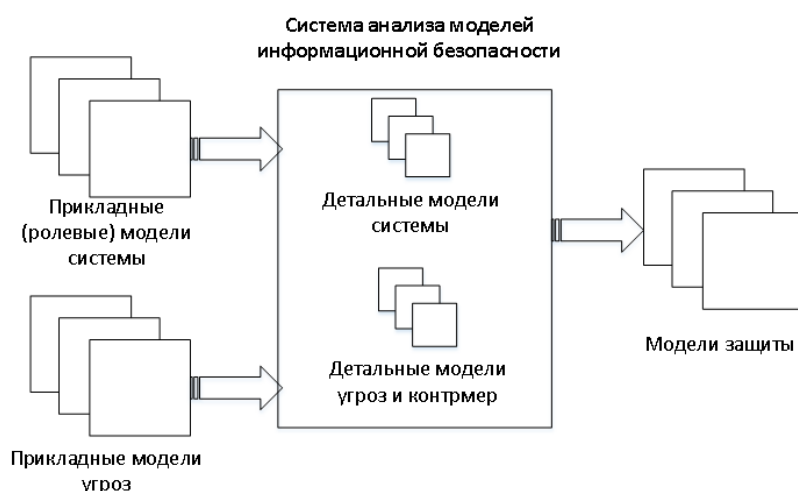 Система анализа моделей
информационной безопасности
Прикладные
(ролевые) модели
системы
Детальные модели
системы
Детальные модели
угроз и контрмер
Модели защиты
Прикладные модели
угроз